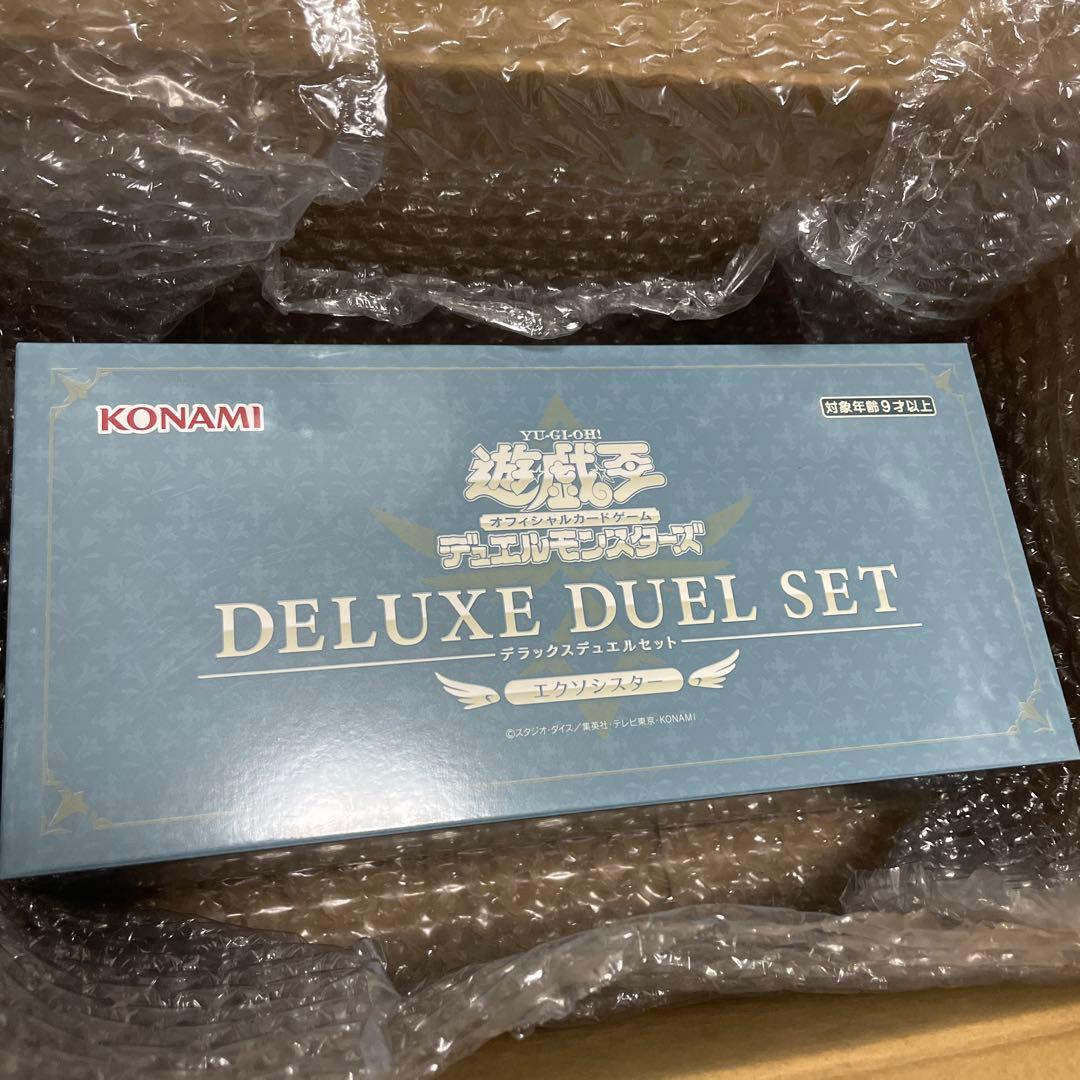 KONAMI
対象年齢9才以上
YU-GI-OH!
遊戯王
オフィシャルカードゲーム
デュエルモンスターズ
DELUXE DUEL SET
デラックスデュエルセット
エクソシスター
©スタジオ・ダイス/集英社・テレビ東京・KONAMI